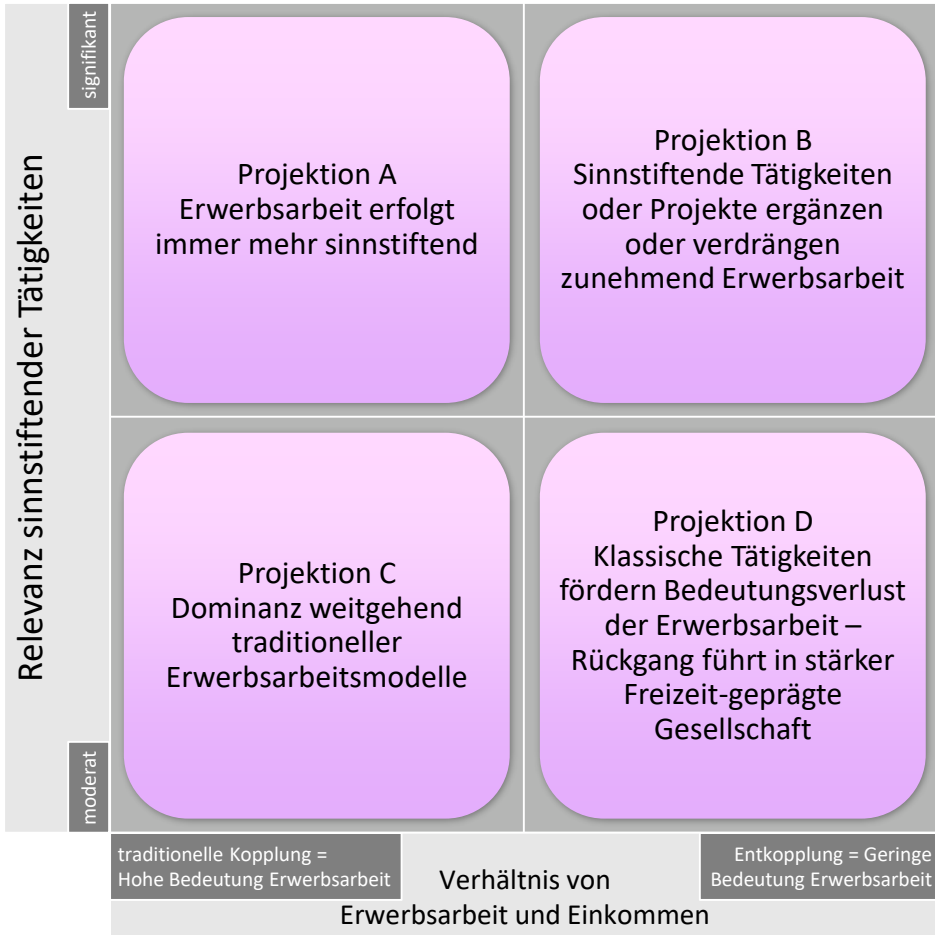 signifikant
Relevanz sinnstiftender Tätigkeiten
moderat
Projektion A
Erwerbsarbeit erfolgt
immer mehr sinnstiftend
Projektion B
Sinnstiftende Tätigkeiten
oder Projekte ergänzen
oder verdrängen
zunehmend Erwerbsarbeit
Projektion C
Dominanz weitgehend
traditioneller
Erwerbsarbeitsmodelle
Projektion D
Klassische Tätigkeiten
fördern Bedeutungsverlust
der Erwerbsarbeit –
Rückgang führt in stärker
Freizeit-geprägte
Gesellschaft
traditionelle Kopplung =
Hohe Bedeutung Erwerbsarbeit
Verhältnis von
Erwerbsarbeit und Einkommen
Entkopplung = Geringe
Bedeutung Erwerbsarbeit